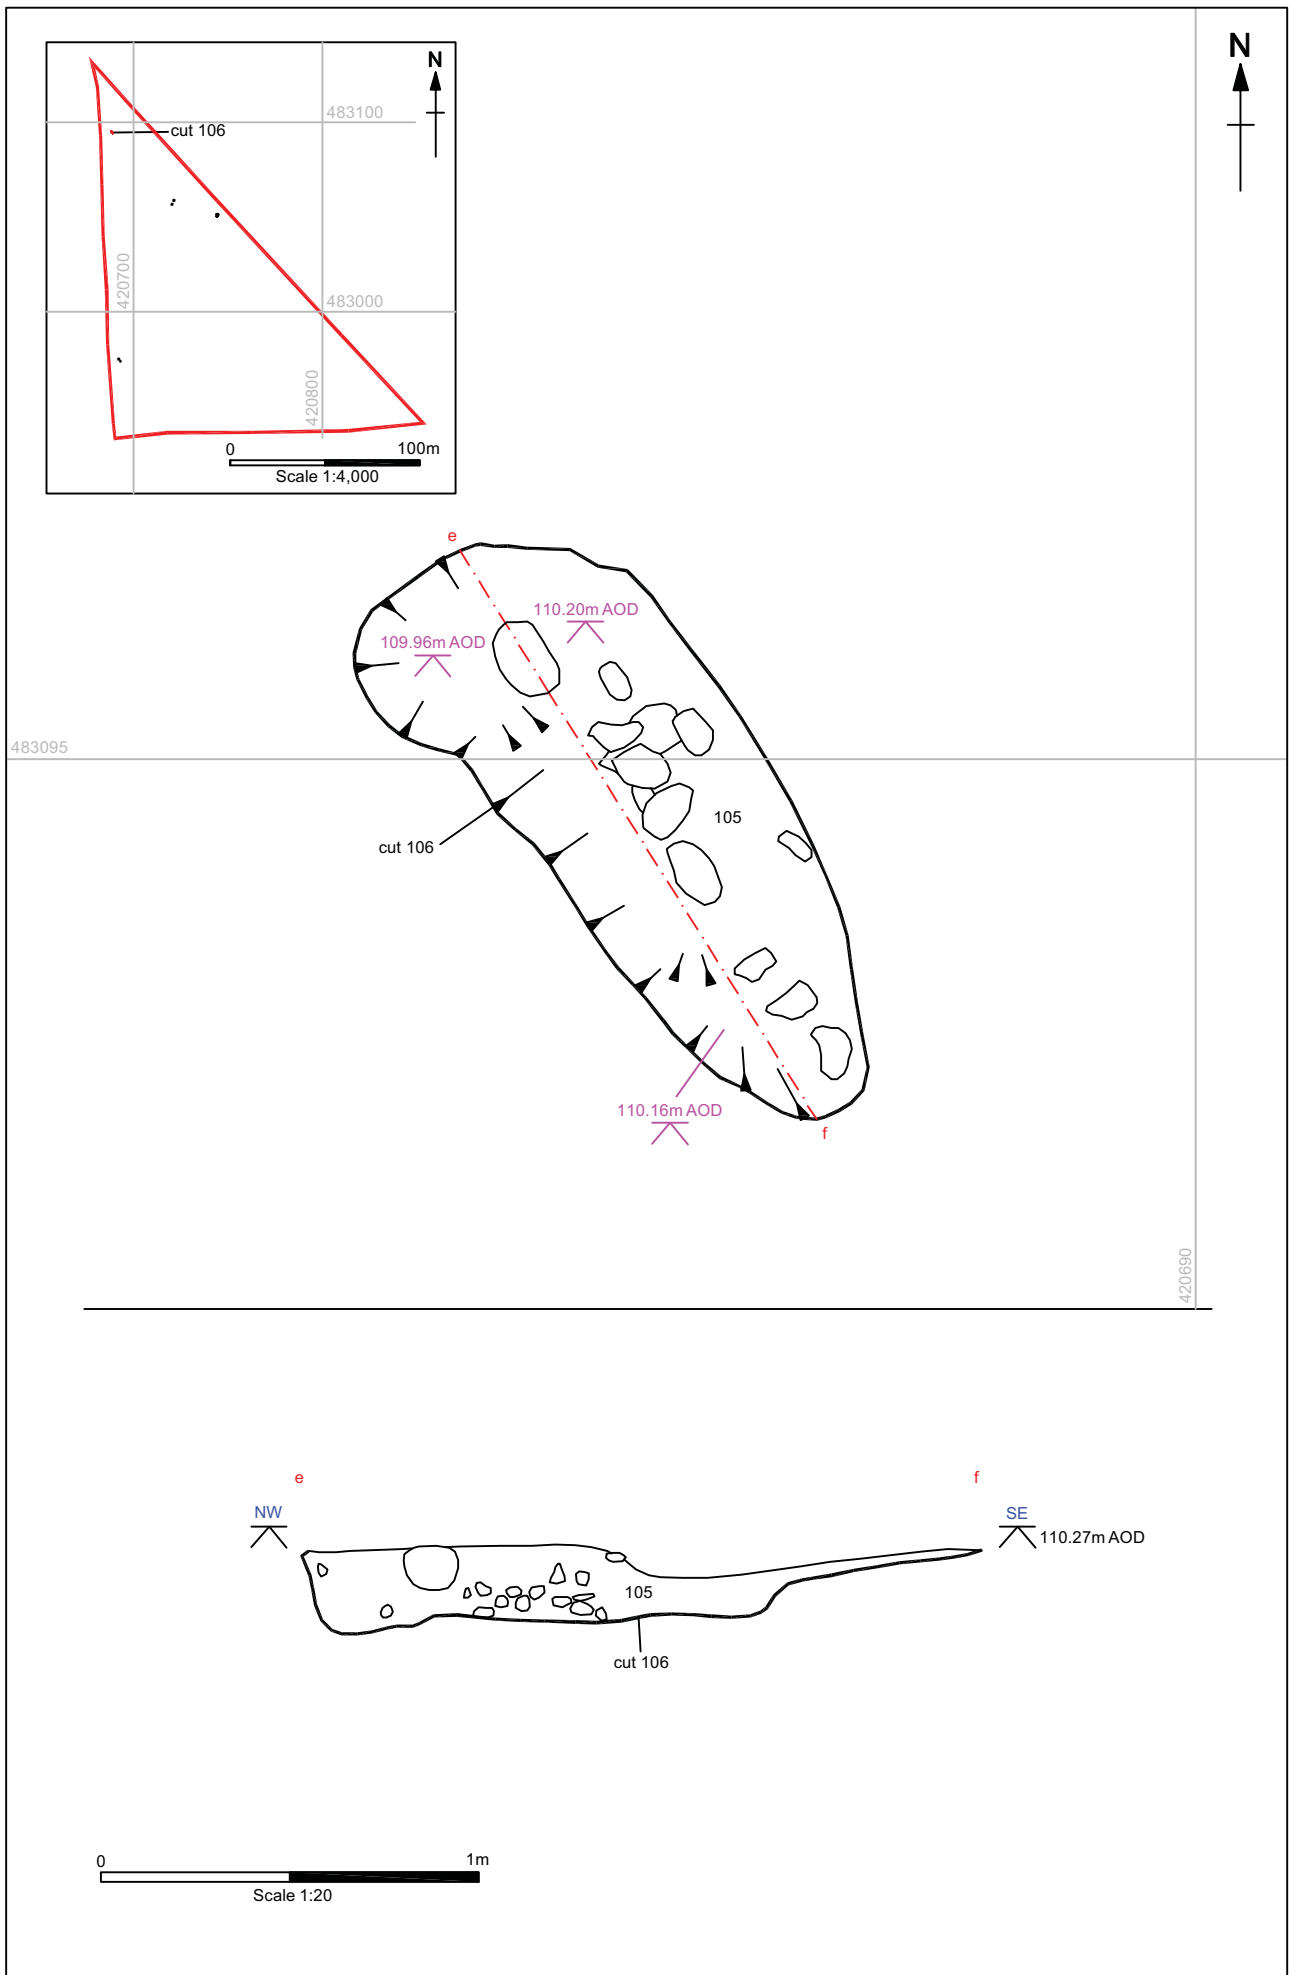 N
N
483100
cut 106
420700
483000
420800
0 100m
Scale 1:4,000
e
110.20m AOD
109.96m AOD
483095
105
cut 106
110.16m AOD
f
420690
e f
NW SE
110.27m AOD
105
cut 106
0 1m
Scale 1:20